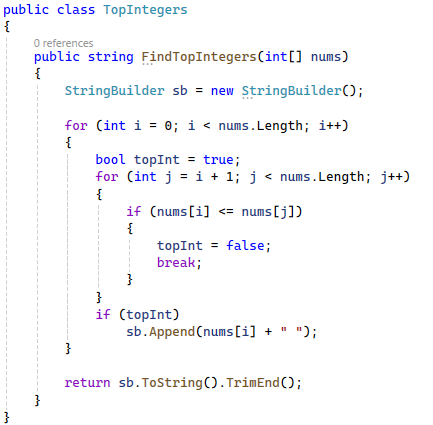 public class TopIntegers
{
0 references
public string FindTopIntegers(int[] nums)
{
StringBuilder sb = new StringBuilder();
for (int i = 0; i < nums.Length; i++)
{
bool topInt = true;
for (int j = i + 1; j < nums.Length; j++)
{
if (nums[i] <= nums[j])
{
topInt = false;
break;
}
}
if (topInt)
sb.Append(nums[i] + " ");
}
return sb.ToString().TrimEnd();
}
}